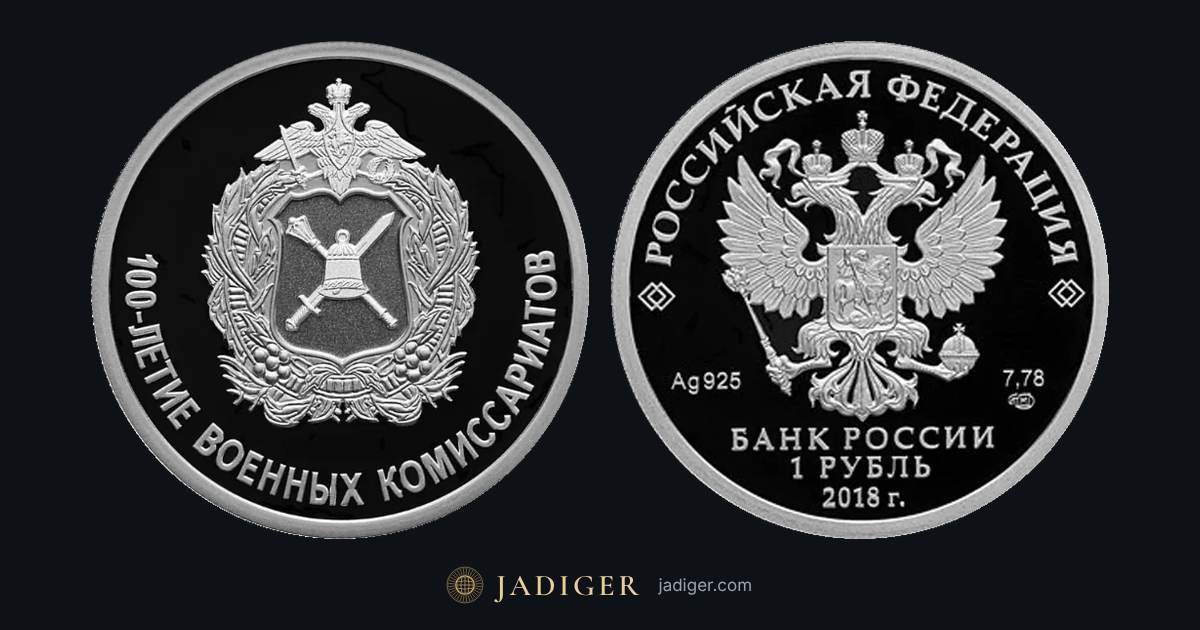 100-ЛЕТИЕ ВОЕННЫХ КОМИССАРИАТОВ
РОССИЙСКАЯ ФЕДЕРАЦИЯ
Ag 925
7,78
БАНК РОССИИ
1 РУБЛЬ
2018 г.
JADIGER
jadiger.com